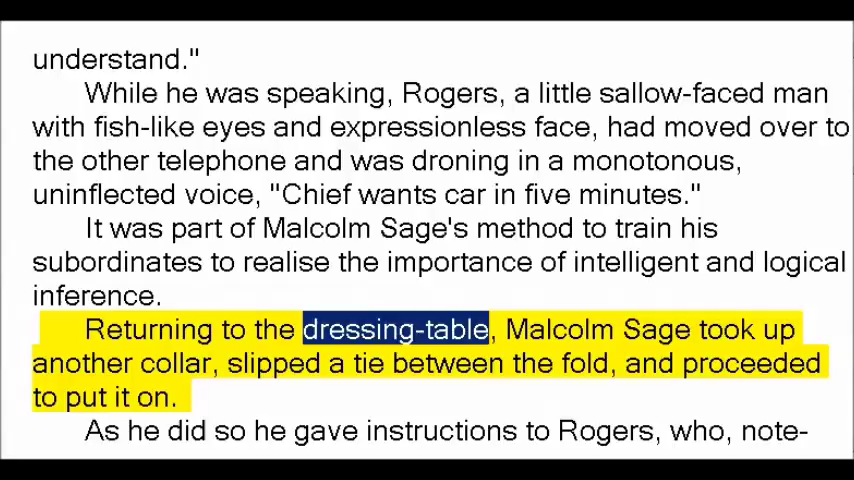 understand."
While he was speaking, Rogers, a little sallow-faced man
with fish-like eyes and expressionless face, had moved over to
the other telephone and was droning in a monotonous,
uninflected voice, "Chief wants car in five minutes."
It was part of Malcolm Sage's method to train his
subordinates to realise the importance of intelligent and logical
inference.
Returning to the dressing-table, Malcolm Sage took up
another collar, slipped a tie between the fold, and proceeded
to put it on.
As he did so he gave instructions to Rogers, who, note-